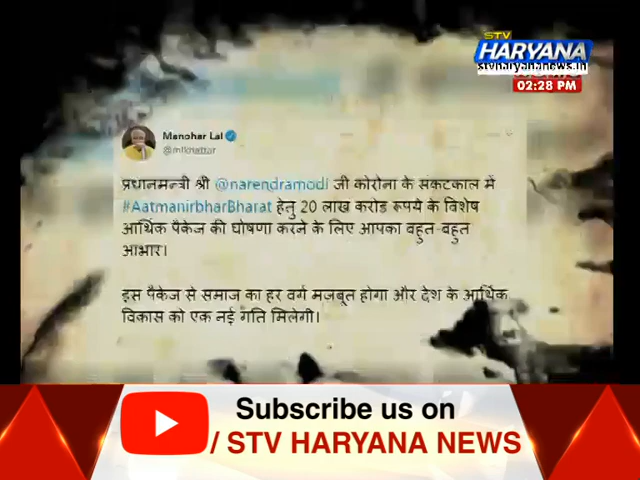 STV
HARYANA
stvharyananews.in
02:28 PM
Manohar Lal
@mlkhattar
प्रधानमन्त्री श्री @narendramodi जी कोरोना के संकटकाल में
#AatmanirbharBharat हेतु 20 लाख करोड़ रूपये के विशेष
आर्थिक पैकेज की घोषणा करने के लिए आपका बहुत-बहुत
आभार।
इस पैकेज से समाज का हर वर्ग मजबूत होगा और देश के आर्थिक
विकास को एक नई गति मिलेगी।
Subscribe us on
/ STV HARYANA NEWS